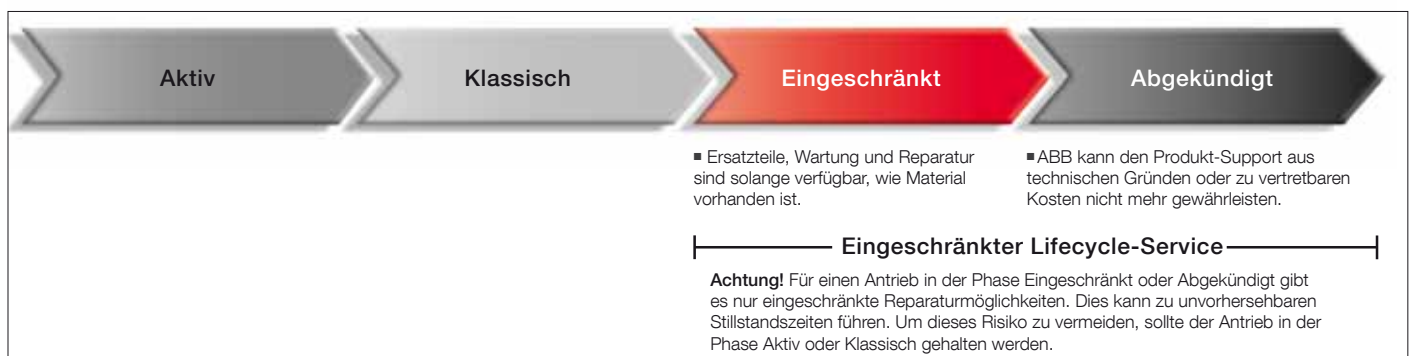 Aktiv
Klassisch
Eingeschränkt
Abgekündigt
■ Ersatzteile, Wartung und Reparatur
sind solange verfügbar, wie Material
vorhanden ist.
■ ABB kann den Produkt-Support aus
technischen Gründen oder zu vertretbaren
Kosten nicht mehr gewährleisten.
Eingeschränkter Lifecycle-Service
Achtung! Für einen Antrieb in der Phase Eingeschränkt oder Abgekündigt gibt
es nur eingeschränkte Reparaturmöglichkeiten. Dies kann zu unvorhersehbaren
Stillstandszeiten führen. Um dieses Risiko zu vermeiden, sollte der Antrieb in der
Phase Aktiv oder Klassisch gehalten werden.